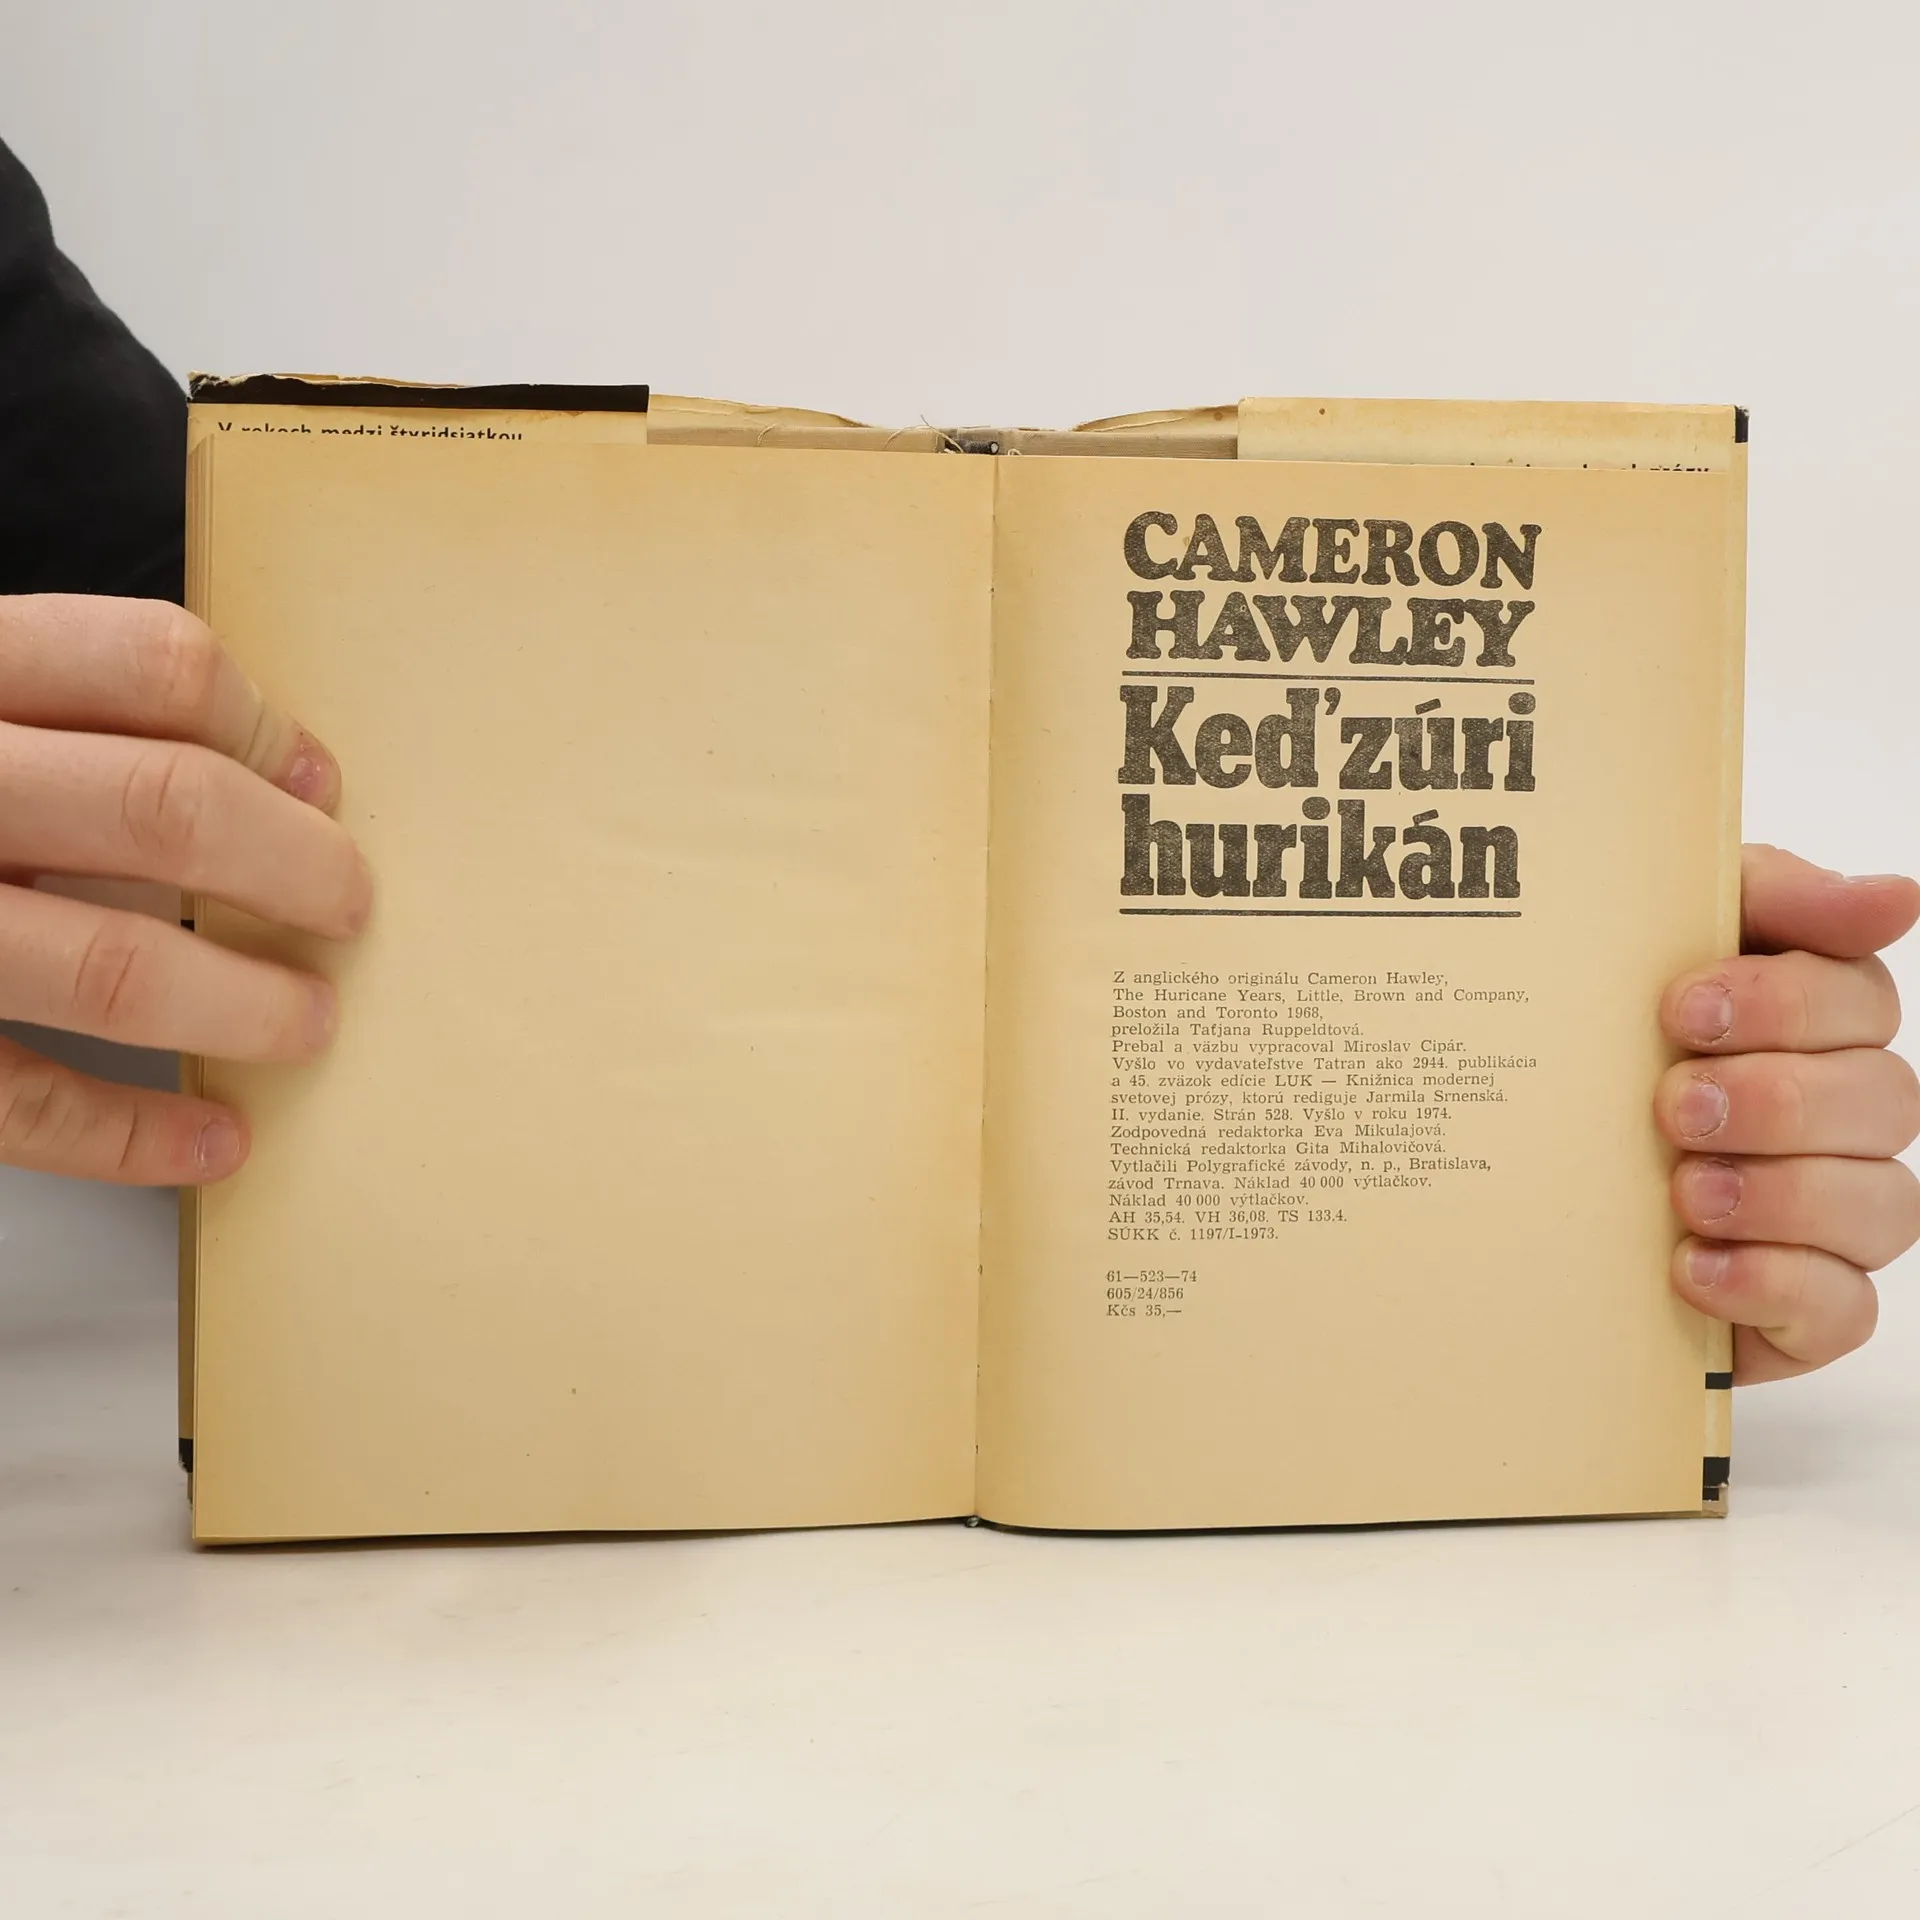 V rokoch medzi štyridsiatkou
prózy
CAMERON
HAWLEY
Keď zúri
hurikán
Z anglického originálu Cameron Hawley,
The Huricane Years, Little, Brown and Company,
Boston and Toronto 1968,
preložila Taťjana Ruppeldtová.
Prebal a väzbu vypracoval Miroslav Cipár.
Vyšlo vo vydavateľstve Tatran ako 2944. publikácia
a 45. zväzok edície LUK — Knižnica modernej
svetovej prózy, ktorú rediguje Jarmila Srnenská.
II. vydanie. Strán 528. Vyšlo v roku 1974.
Zodpovedná redaktorka Eva Mikulajová.
Technická redaktorka Gita Mihalovičová.
Vytlačili Polygrafické závody, n. p., Bratislava,
závod Trnava. Náklad 40 000 výtlačkov.
Náklad 40 000 výtlačkov.
AH 35,54. VH 36,08. TS 133.4.
SÚKK č. 1197/I-1973.
61—523—74
605/24/856
Kčs 35,—